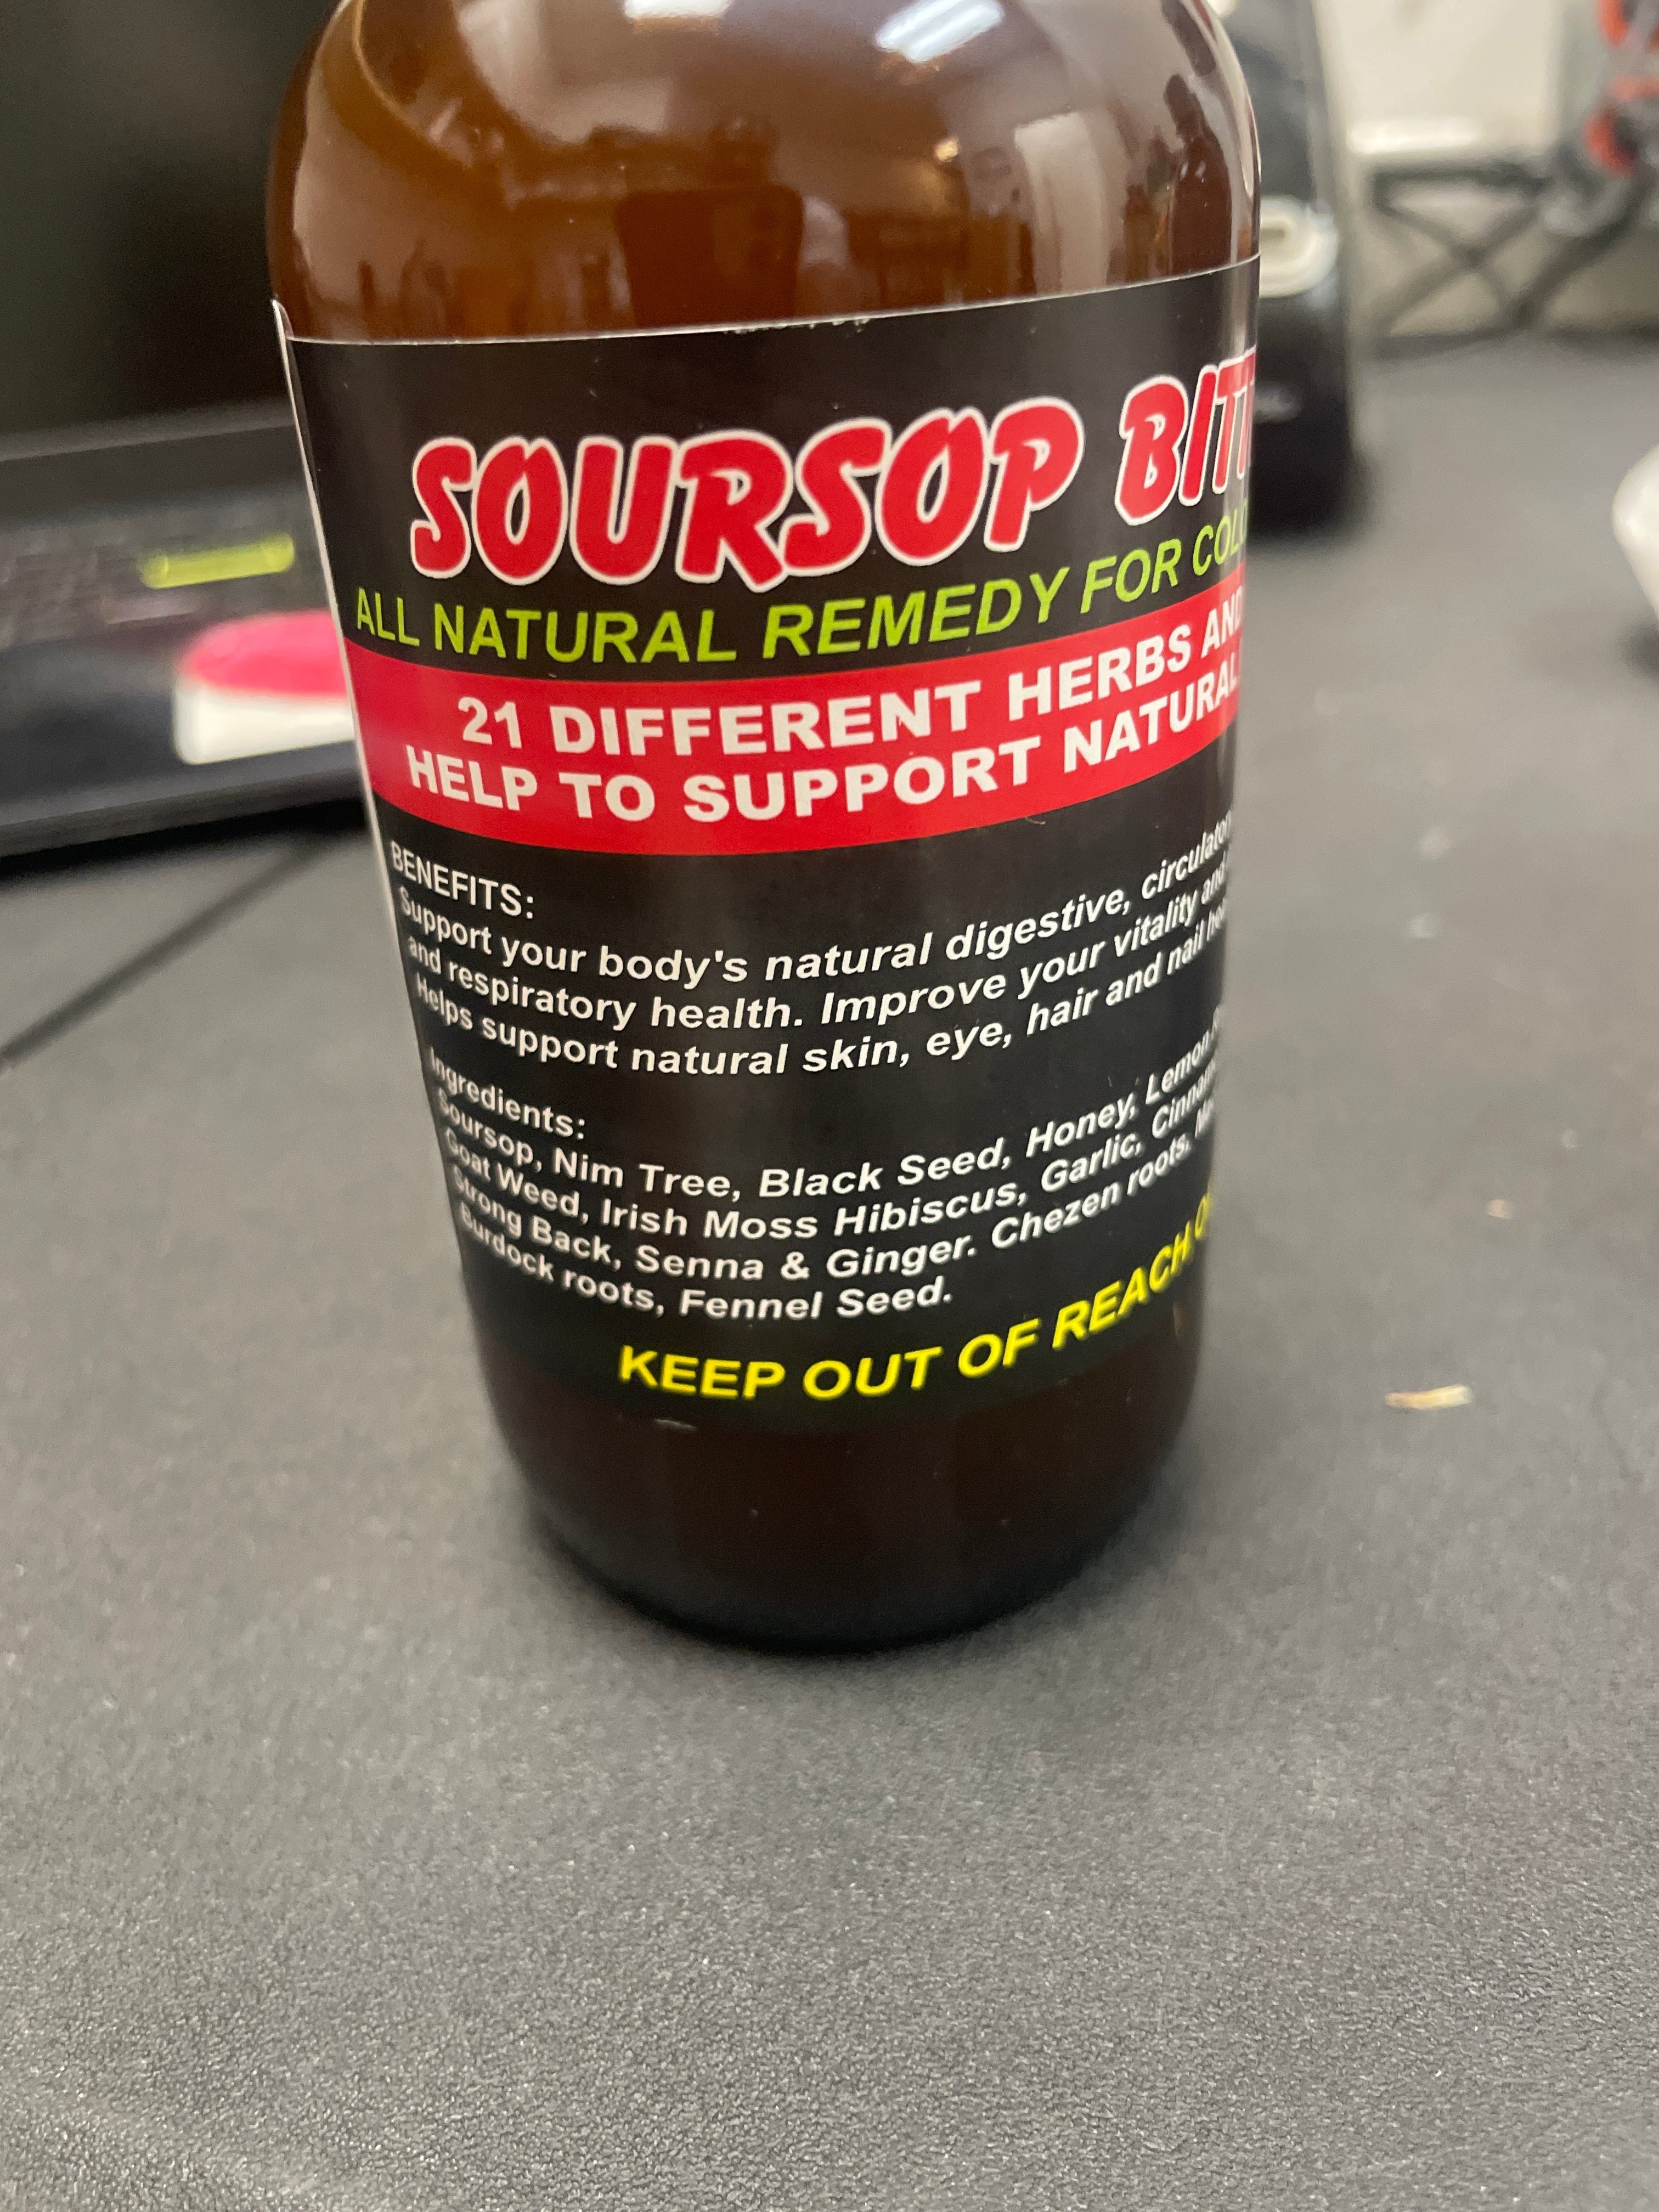 SOURSOP
ALL NATURAL REMEDY FOR
21 DIFFERENT HERBS AND
HELP TO SUPPORT NATURAL
BENEFITS:
Support your body's natural digestive,
and respiratory health. Improve your vitality and
Helps support natural skin, eye, hair and nail
Ingredients:
Soursop, Nim Tree, Black Seed, Honey, Lemon
Goat Weed, Irish Moss Hibiscus, Garlic,
Strong Back, Senna & Ginger. Chezen roots,
Burdock roots, Fennel Seed.
KEEP OUT OF REACH